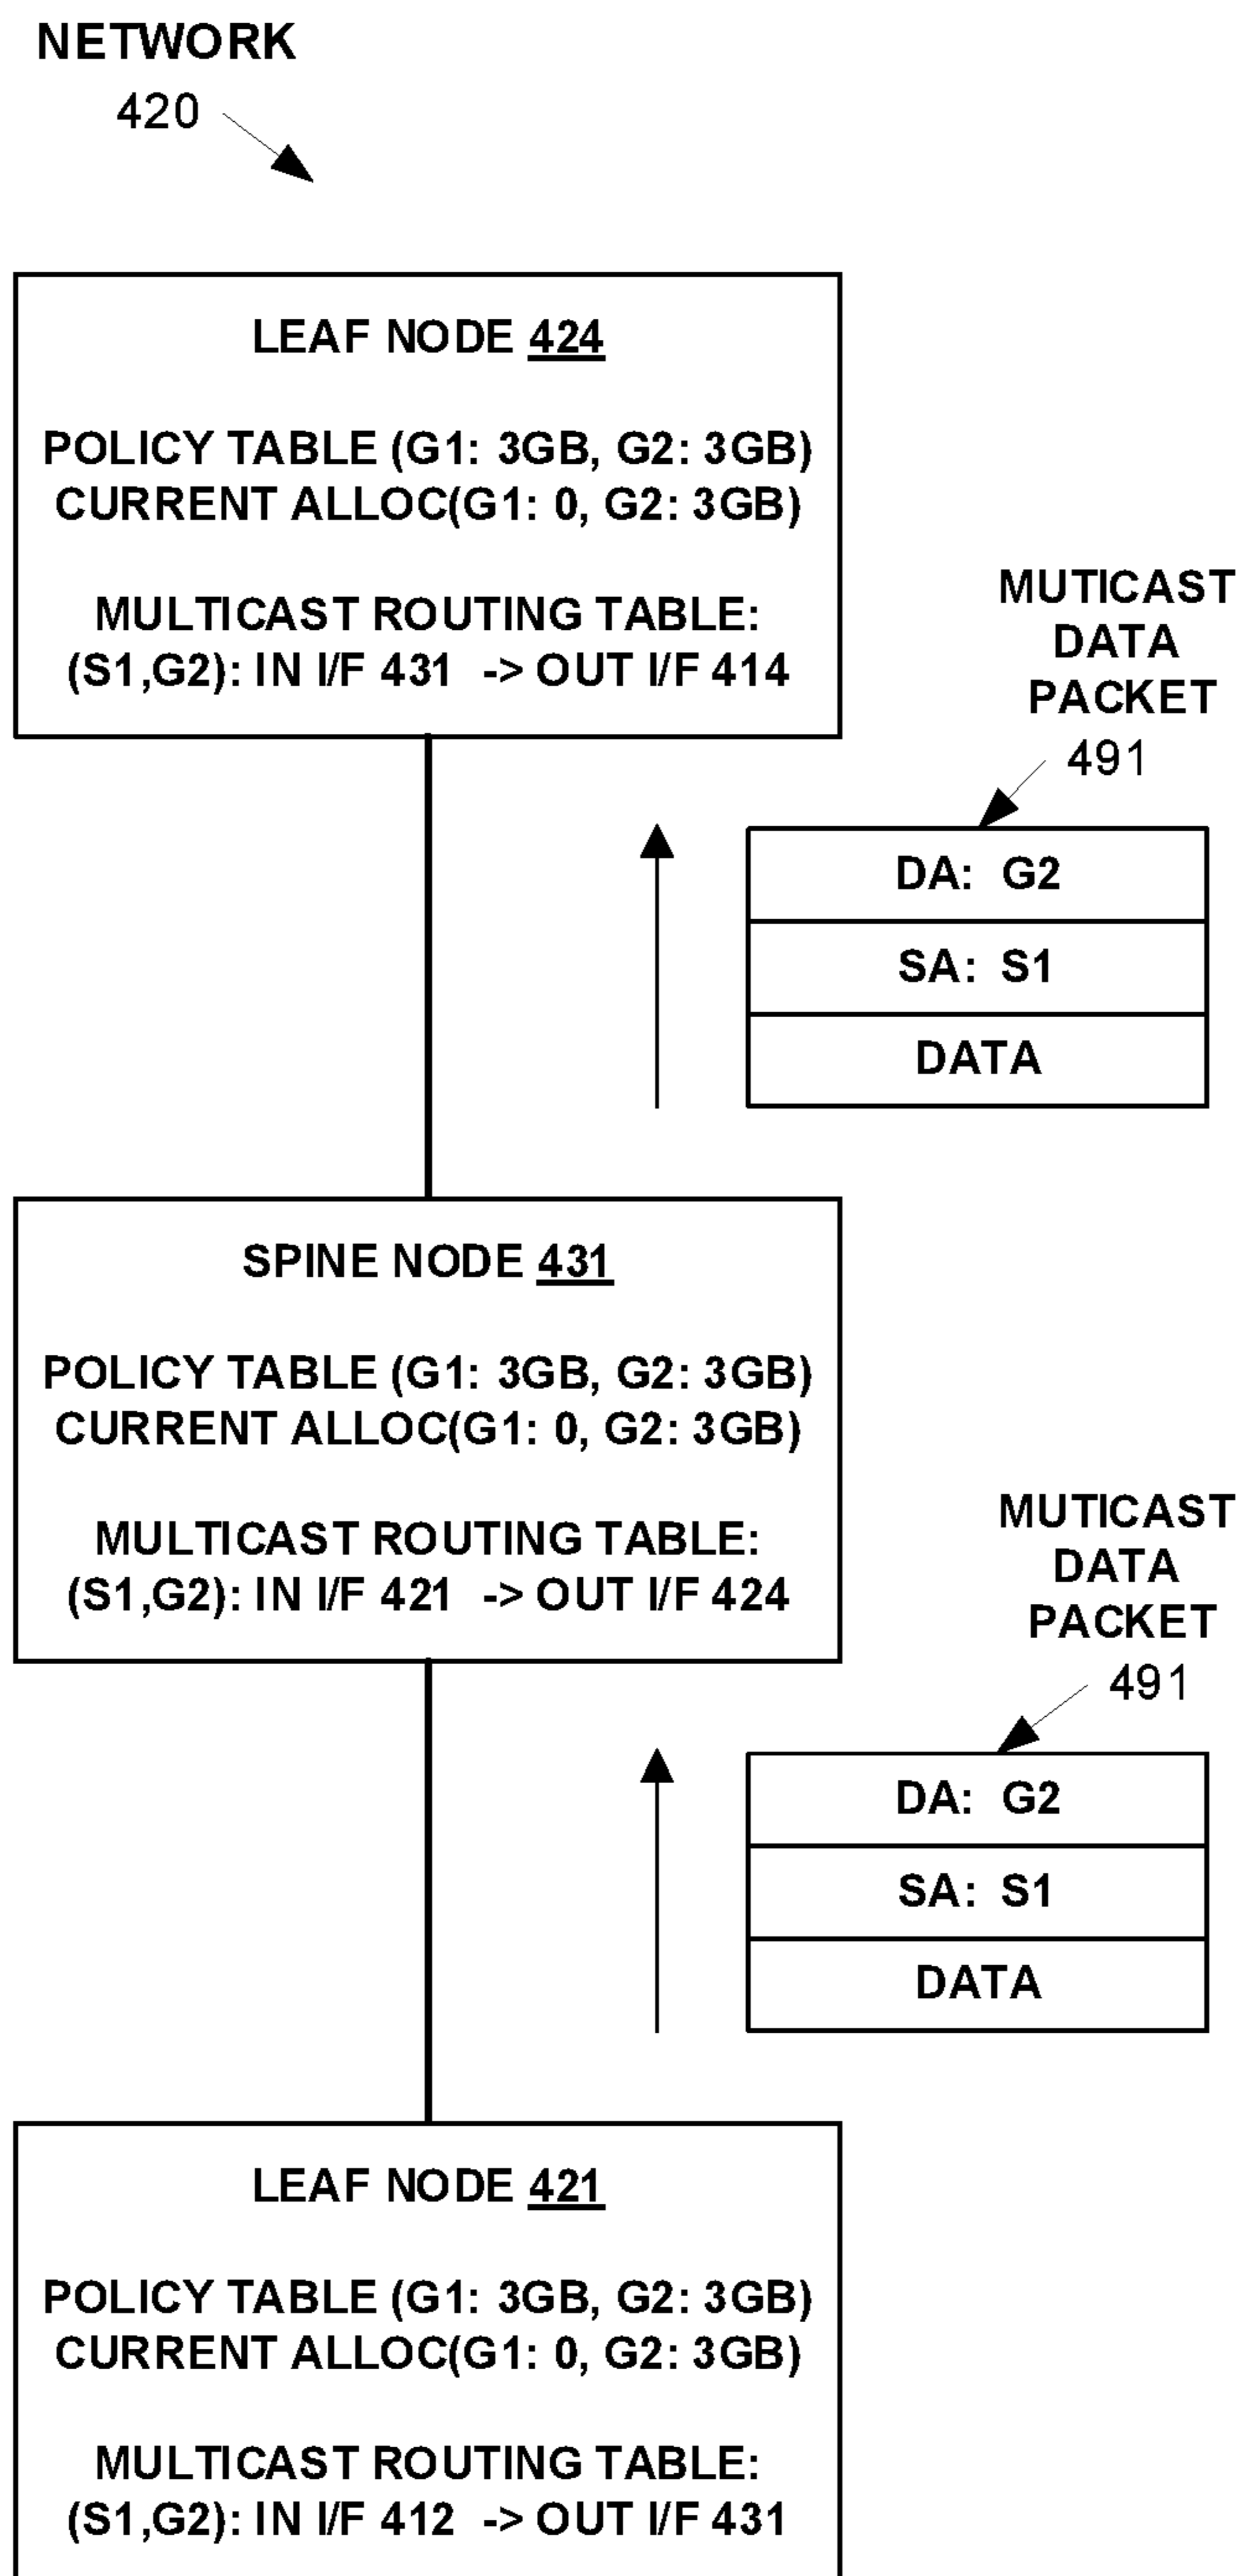 NETWORK
420
LEAF NODE 424
POLICY TABLE (G1: 3GB, G2: 3GB)
CURRENT ALLOC(G1: 0, G2: 3GB)
MULTICAST ROUTING TABLE:
(S1,G2): IN I/F 431 -> OUT I/F 414
MUTICAST
DATA
PACKET
491
DA: G2
SA: S1
DATA
SPINE NODE 431
POLICY TABLE (G1: 3GB, G2: 3GB)
CURRENT ALLOC(G1: 0, G2: 3GB)
MULTICAST ROUTING TABLE:
(S1,G2): IN I/F 421 -> OUT I/F 424
MUTICAST
DATA
PACKET
491
DA: G2
SA: S1
DATA
LEAF NODE 421
POLICY TABLE (G1: 3GB, G2: 3GB)
CURRENT ALLOC(G1: 0, G2: 3GB)
MULTICAST ROUTING TABLE:
(S1,G2): IN I/F 412 -> OUT I/F 431